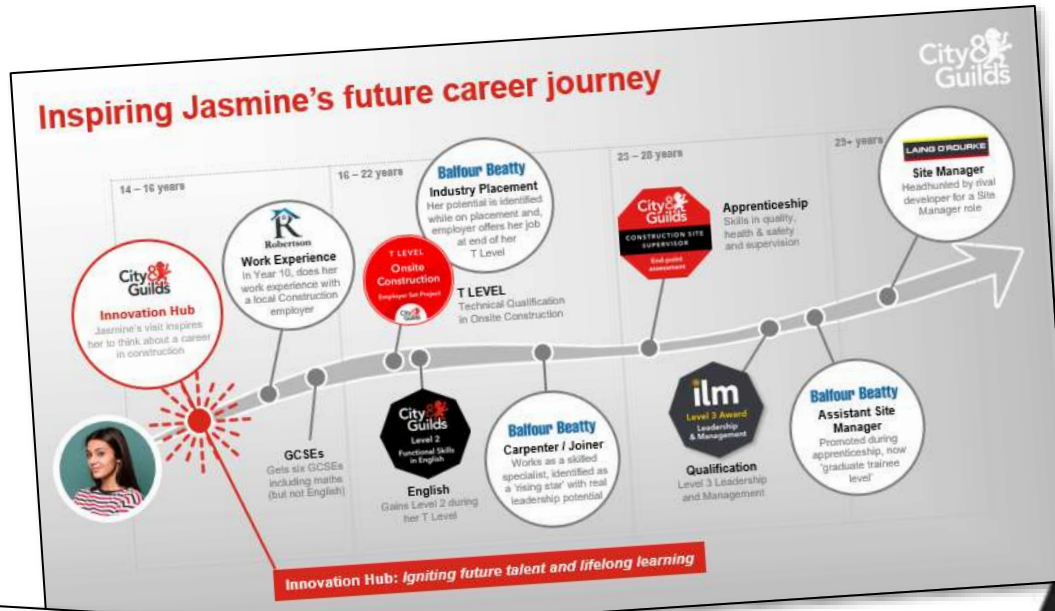 City&
Guilds
Inspiring Jasmine's future career journey
14 – 16 years
16 – 22 years
23 – 28 years
29+ years
City&
Guilds
Innovation Hub
Jasmine's visit inspires
her to think about a career
in construction
R
Robertson
Work Experience
In Year 10, does her
work experience with
a local Construction
employer
GCSEs
Gets six GCSEs
including maths
(but not English)
T LEVEL
Onsite
Construction
Employer Set Project
City&
Guilds
T LEVEL
Technical Qualification
in Onsite Construction
Balfour Beatty
Industry Placement
Her potential is identified
while on placement and,
employer offers her job
at end of her
T Level
City&
Guilds
Level 2
Functional Skills
in English
English
Gains Level 2 during
her T Level
Balfour Beatty
Carpenter / Joiner
Works as a skilled
specialist, identified as
a 'rising star' with real
leadership potential
City&
Guilds
CONSTRUCTION SITE
SUPERVISOR
End-point
assessment
Apprenticeship
Skills in quality,
health & safety
and supervision
ilm
Level 3 Award
Leadership
& Management
Qualification
Level 3 Leadership
and Management
Balfour Beatty
Assistant Site
Manager
Promoted during
apprenticeship, now
'graduate trainee
level'
LAING O'ROURKE
Site Manager
Headhunted by rival
developer for a Site
Manager role
Innovation Hub: Igniting future talent and lifelong learning